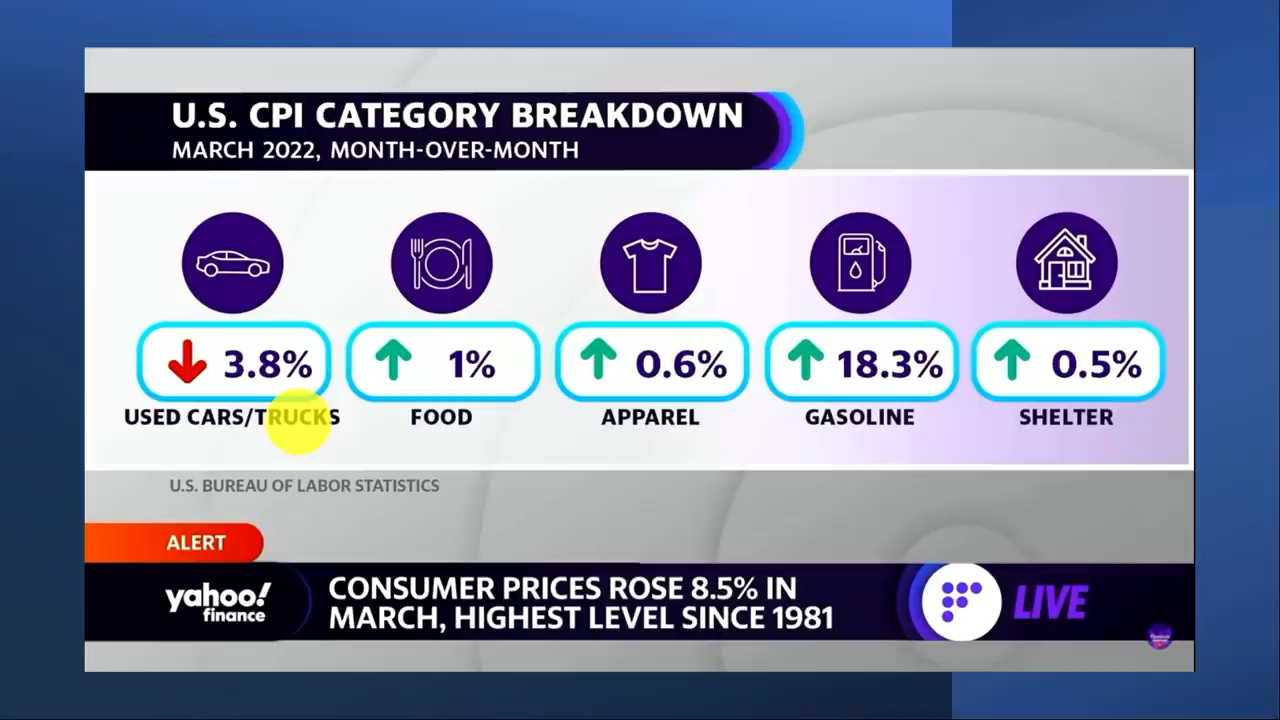 U.S. CPI CATEGORY BREAKDOWN
MARCH 2022, MONTH-OVER-MONTH
3.8% 1% 0.6% 18.3% 0.5%
USED CARS/TRUCKS FOOD APPAREL GASOLINE SHELTER
U.S. BUREAU OF LABOR STATISTICS
ALERT
yahoo!
finance
CONSUMER PRICES ROSE 8.5% IN
MARCH, HIGHEST LEVEL SINCE 1981
LIVE